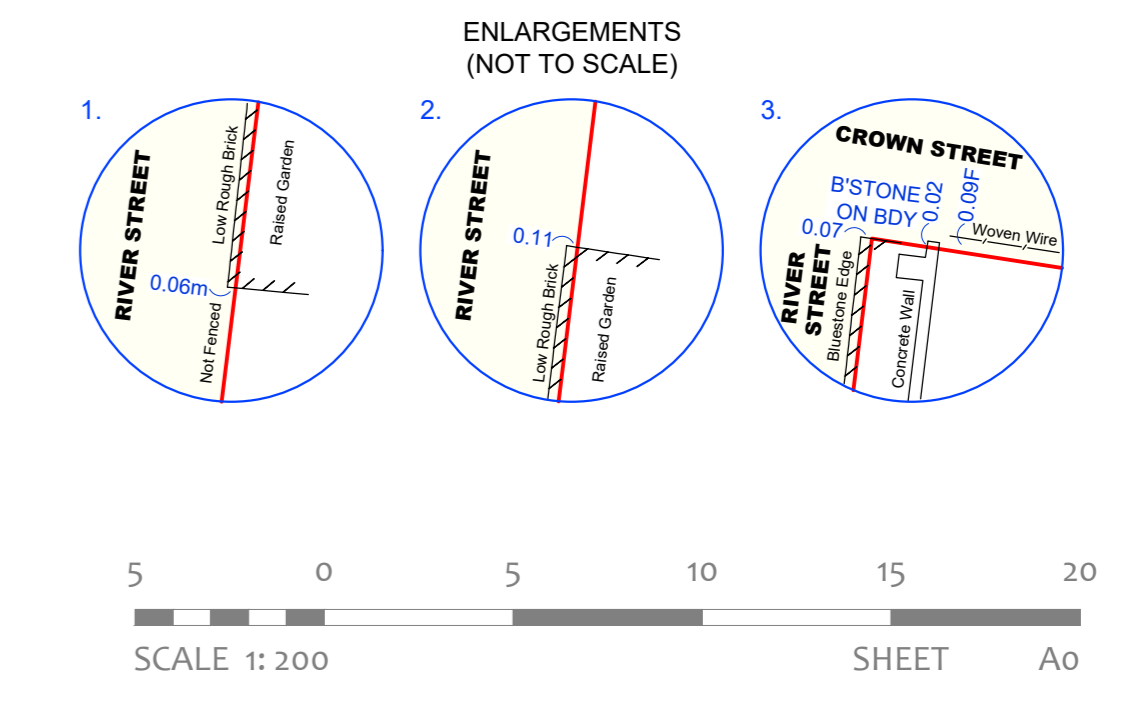 ENLARGEMENTS
(NOT TO SCALE)
1.
RIVER STREET
Low Rough Brick
Raised Garden
0.06m
Not Fenced
2.
RIVER STREET
0.11
Low Rough Brick
Raised Garden
3.
CROWN STREET
B'STONE
ON BDY
0.02
0.09F
0.07
Woven Wire
RIVER
STREET
Bluestone Edge
Concrete Wall
5 0 5 10 15 20
SCALE 1: 200 SHEET A0